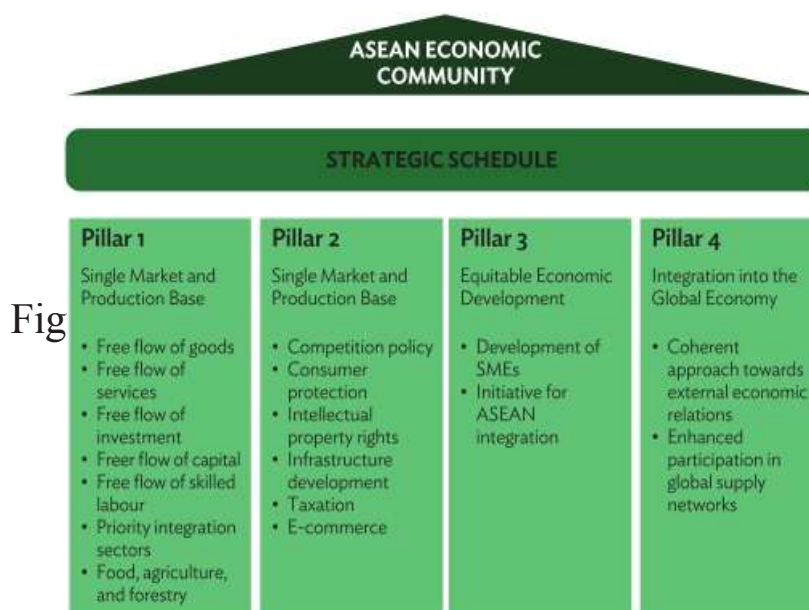 ASEAN ECONOMIC
COMMUNITY
STRATEGIC SCHEDULE
Pillar 1
Single Market and
Production Base
• Free flow of goods
• Free flow of
services
• Free flow of
investment
• Freer flow of capital
• Free flow of skilled
labour
• Priority integration
sectors
• Food, agriculture,
and forestry
Pillar 2
Single Market and
Production Base
• Competition policy
• Consumer
protection
• Intellectual
property rights
• Infrastructure
development
• Taxation
• E-commerce
Pillar 3
Equitable Economic
Development
• Development of
SMEs
• Initiative for
ASEAN
integration
Pillar 4
Integration into the
Global Economy
• Coherent
approach towards
external economic
relations
• Enhanced
participation in
global supply
networks
Fig